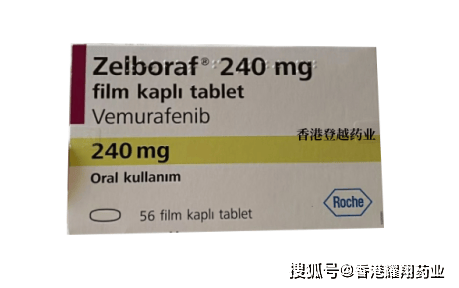 Zelboraf® 240 mg
film kaplı tablet
Vemurafenib
香港登越药业
240 mg
Oral kullanım
Roche
56 film kaplı tablet
搜狐号@香港耀翔药业